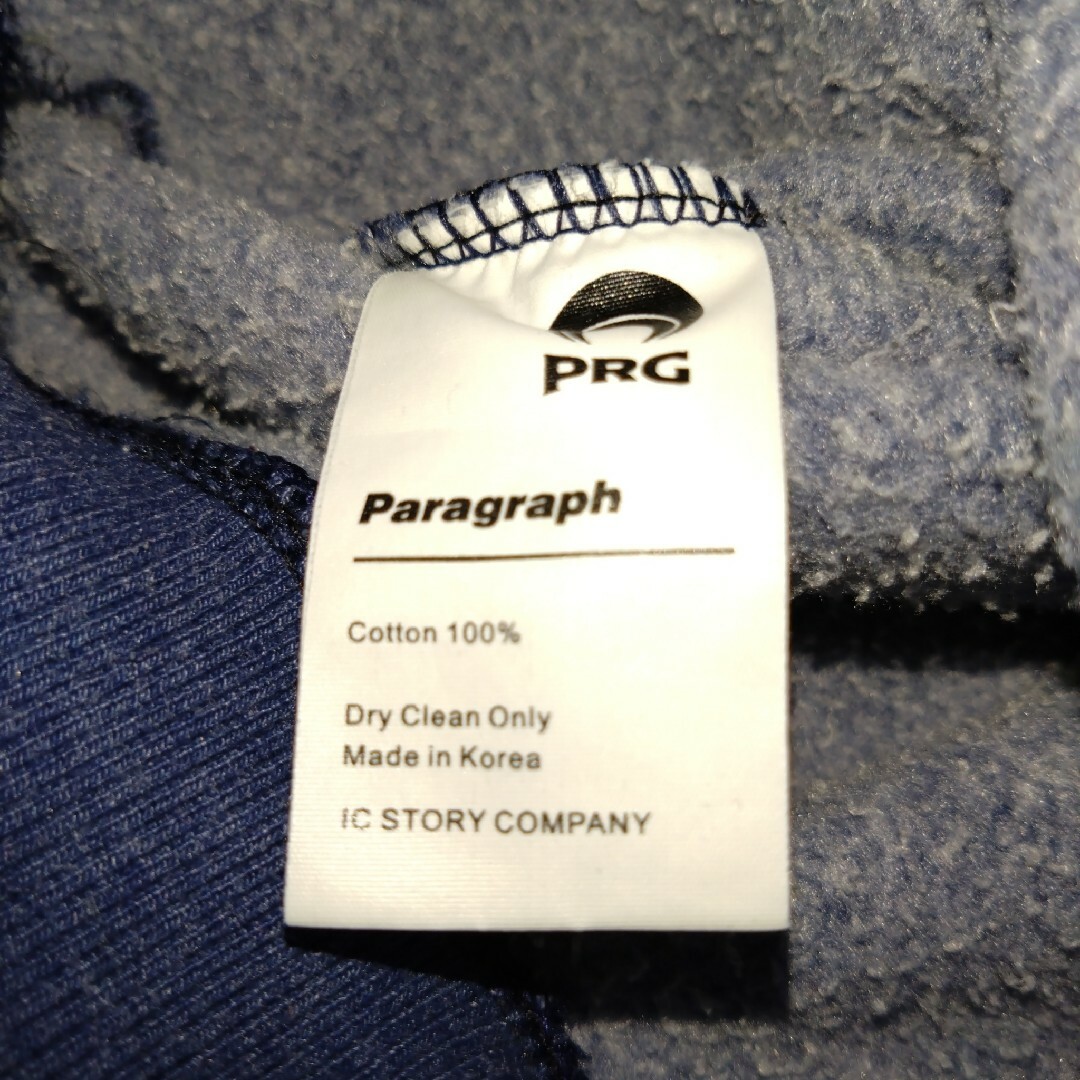 PRG
Paragraph
Cotton 100%
Dry Clean Only
Made in Korea
IC STORY COMPANY